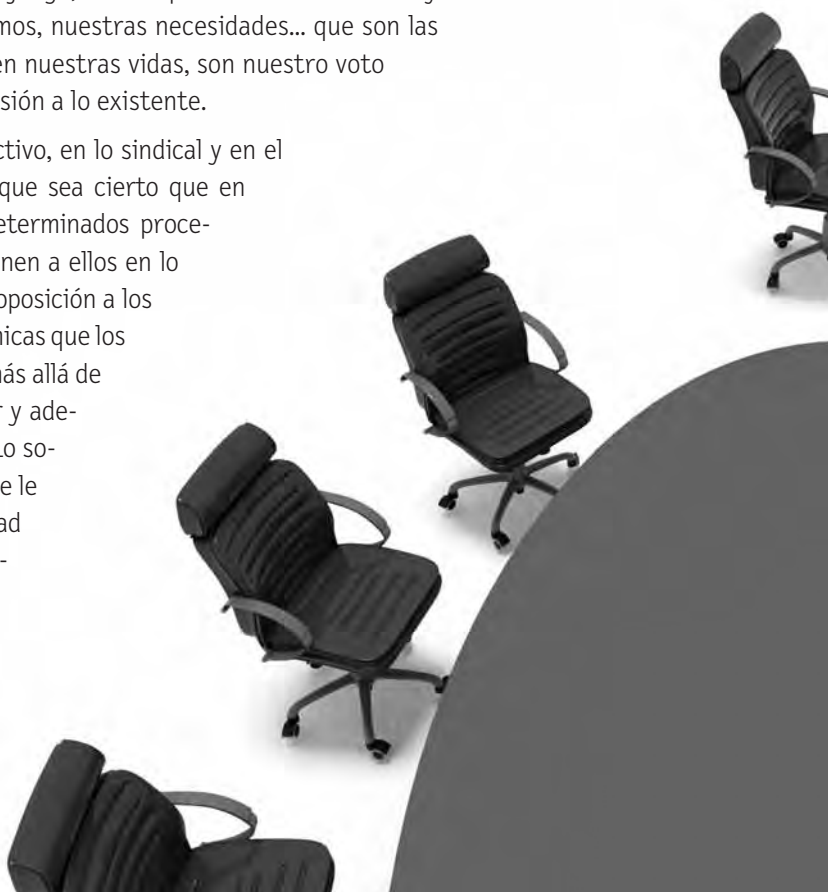 mos, nuestras necesidades... que son las
en nuestras vidas, son nuestro voto
sión a lo existente.
ctivo, en lo sindical y en el
que sea cierto que en
eterminados proce-
nen a ellos en lo
oposición a los
nicas que los
más allá de
r y ade-
Lo so-
e le
ad
-